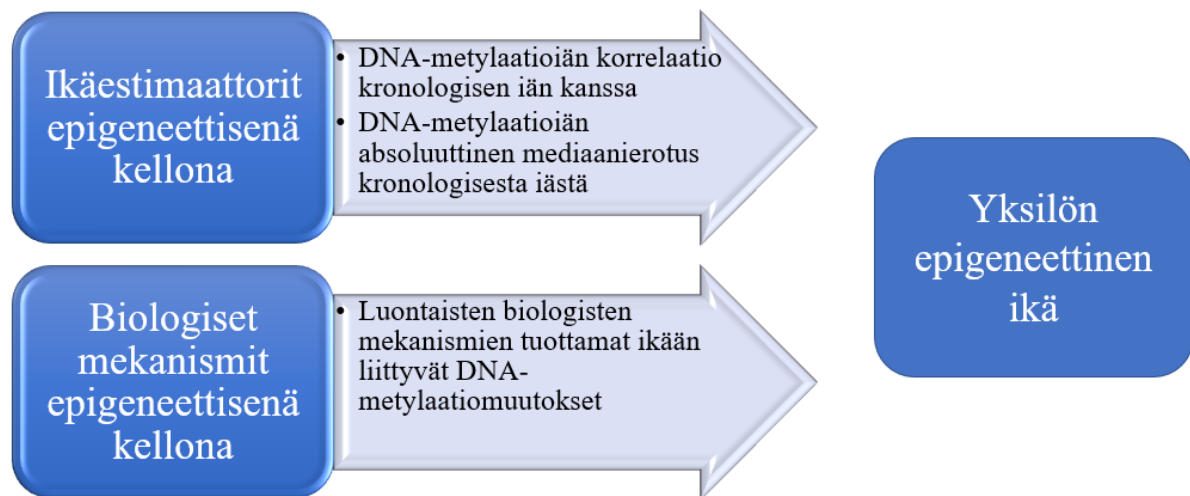 Ikäestimaattorit
epigeneettisenä
kellona
• DNA-metylaatioiän korrelaatio
kronologisen iän kanssa
• DNA-metylaatioiän
absoluuttinen mediaanierotus
kronologisesta iästä
Biologiset
mekanismit
epigeneettisenä
kellona
• Luontaisten biologisten
mekanismien tuottamat ikään
liittyvät DNA-
metylaatiomuutokset
Yksilön
epigeneettinen
ikä